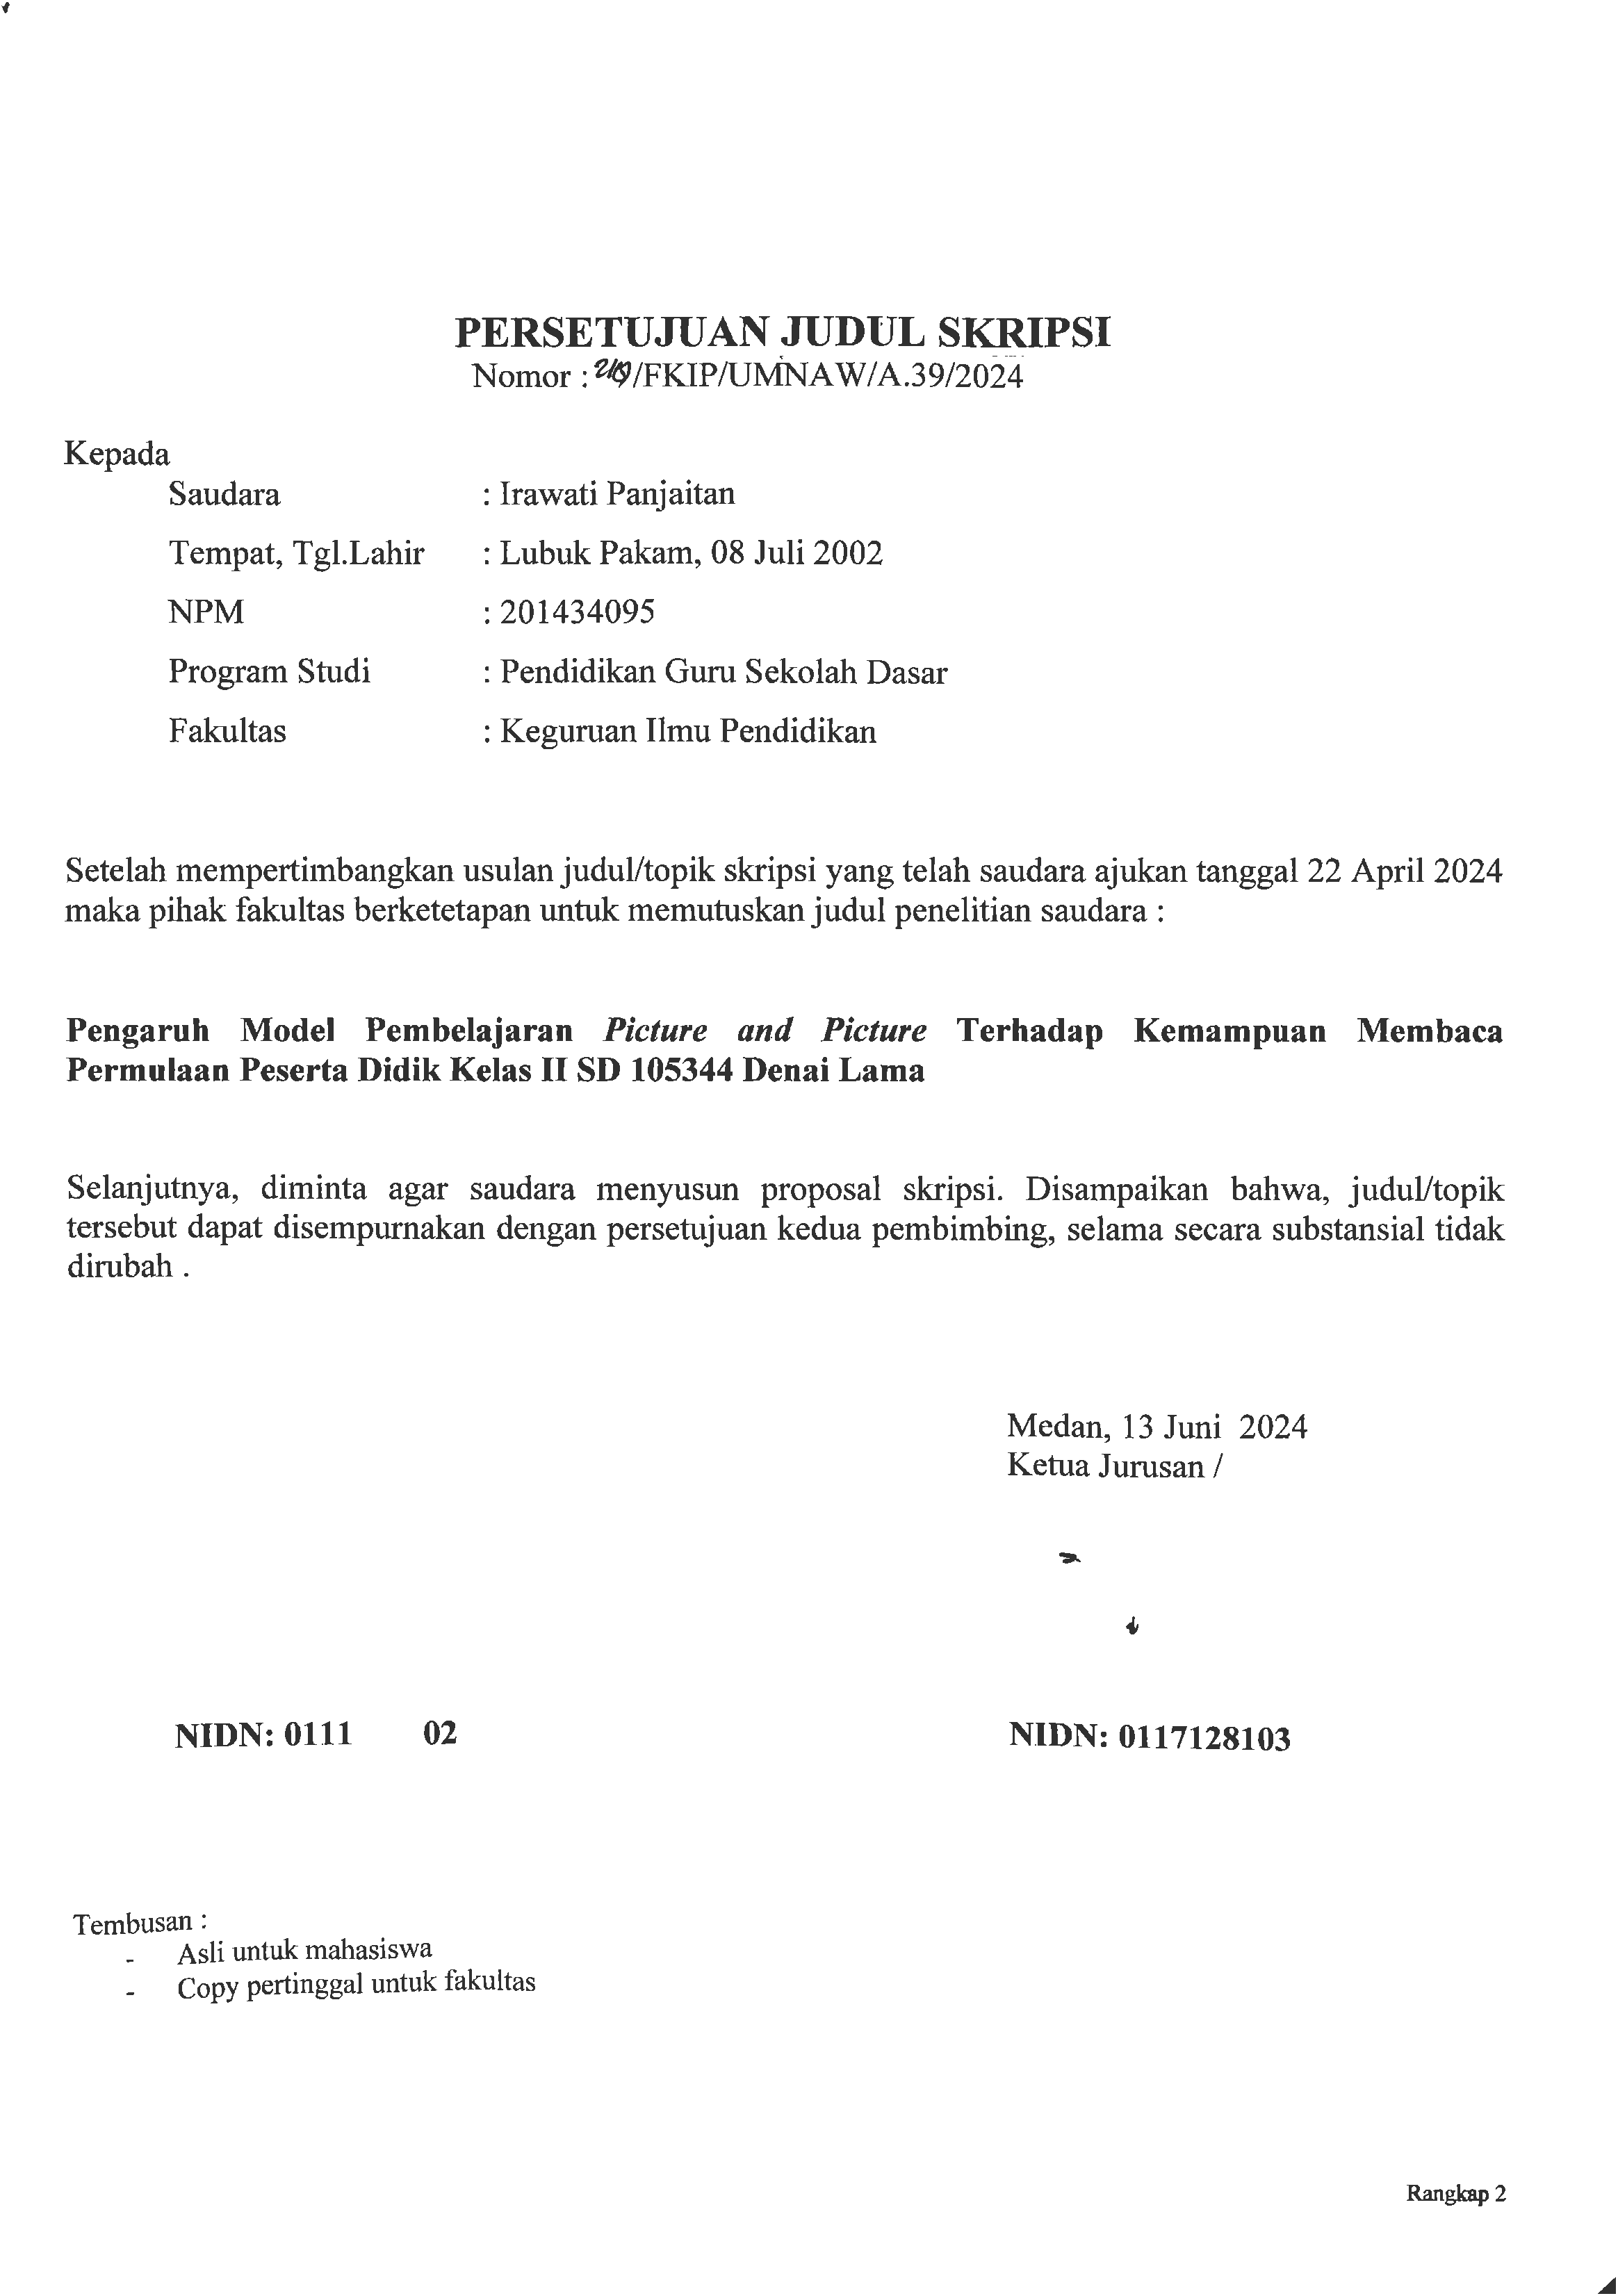 PERSETUJUAN JUDUL SKRIPSI
Nomor : /FKIP/UMNAW/A.39/2024
Kepada
Saudara : Irawati Panjaitan
Tempat, Tgl.Lahir : Lubuk Pakam, 08 Juli 2002
NPM : 201434095
Program Studi : Pendidikan Guru Sekolah Dasar
Fakultas : Keguruan Ilmu Pendidikan
Setelah mempertimbangkan usulan judul/topik skripsi yang telah saudara ajukan tanggal 22 April 2024
maka pihak fakultas berketetapan untuk memutuskan judul penelitian saudara :
Pengaruh Model Pembelajaran Picture and Picture Terhadap Kemampuan Membaca
Permulaan Peserta Didik Kelas II SD 105344 Denai Lama
Selanjutnya, diminta agar saudara menyusun proposal skripsi. Disampaikan bahwa, judul/topik
tersebut dapat disempurnakan dengan persetujuan kedua pembimbing, selama secara substansial tidak
dirubah .
Medan, 13 Juni 2024
Ketua Jurusan /
NIDN: 0111 02 NIDN: 0117128103
Tembusan :
- Asli untuk mahasiswa
- Copy pertinggal untuk fakultas
Rangkap 2